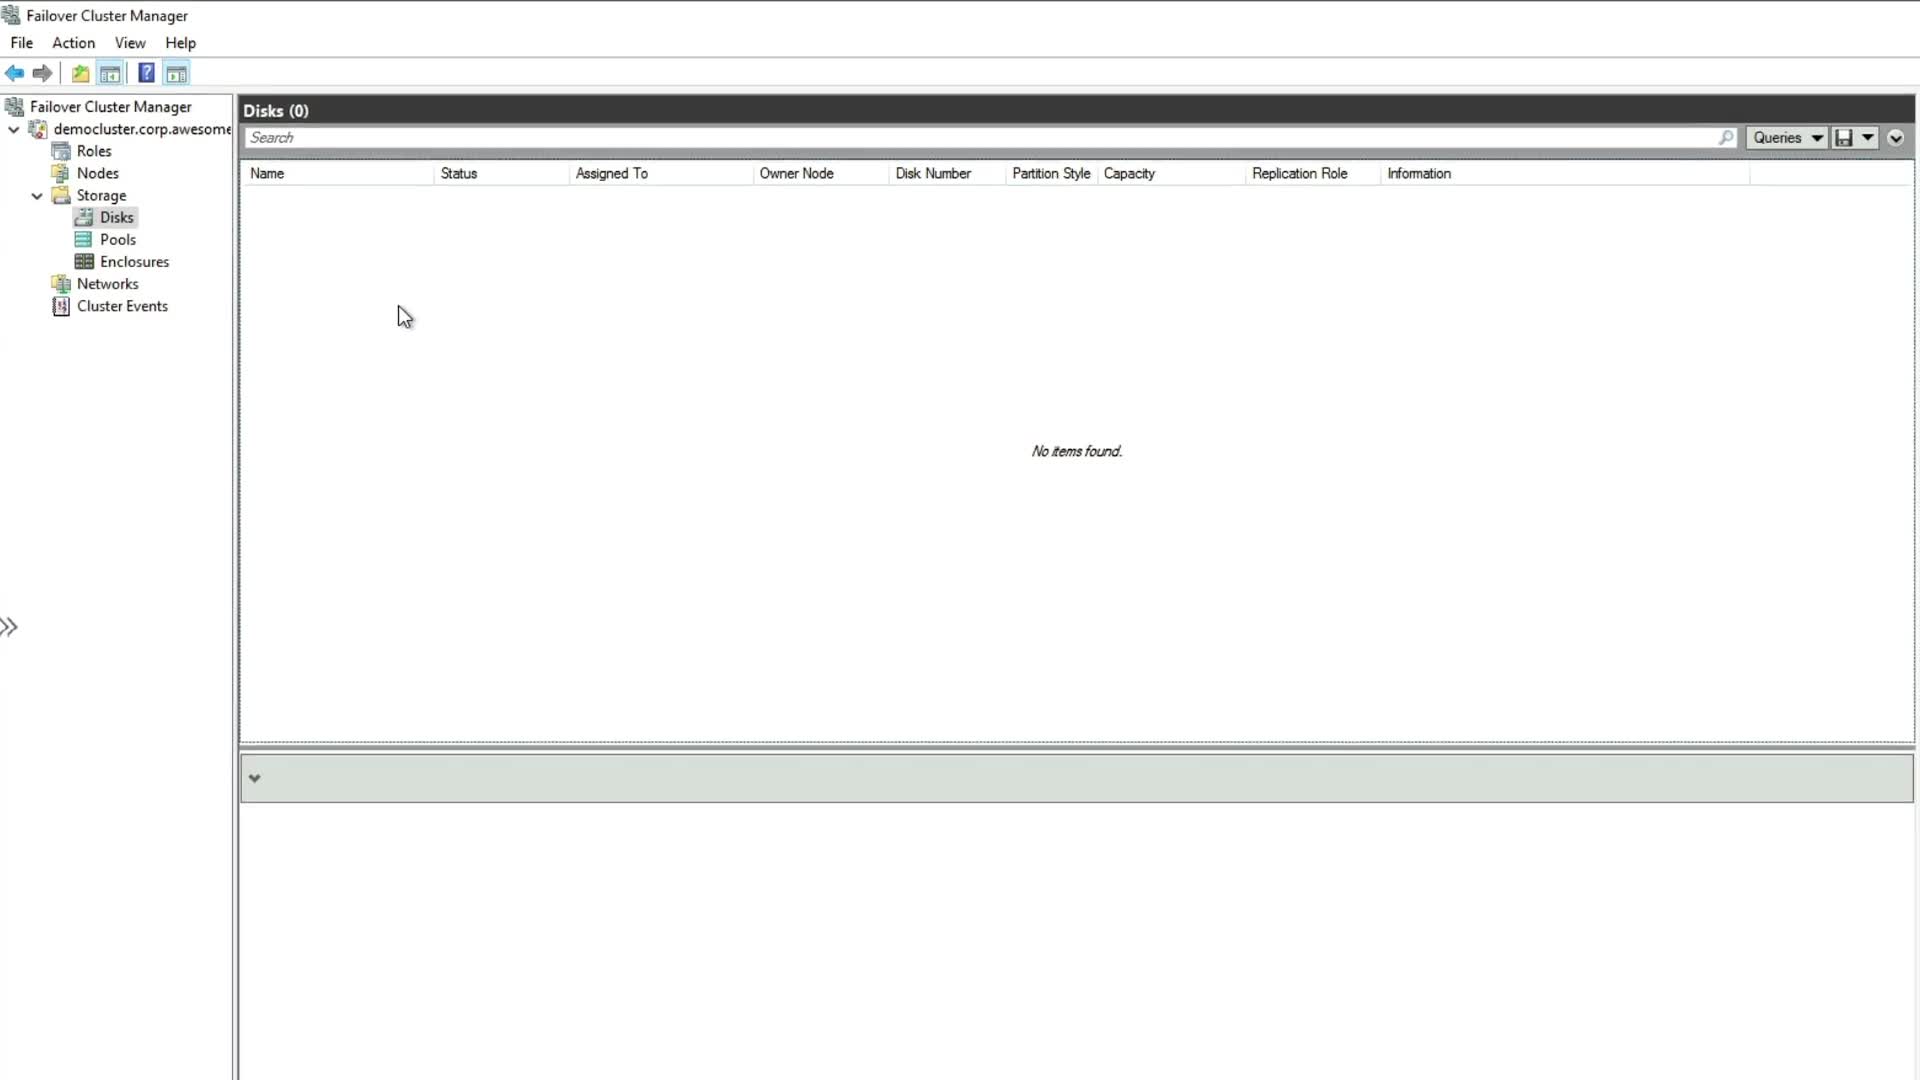 Failover Cluster Manager
File Action View Help
Failover Cluster Manager
democluster.corp.awesome
Roles
Nodes
Storage
Disks
Pools
Enclosures
Networks
Cluster Events
Disks (0)
Search
Queries
Name Status Assigned To Owner Node Disk Number Partition Style Capacity Replication Role Information
No items found.